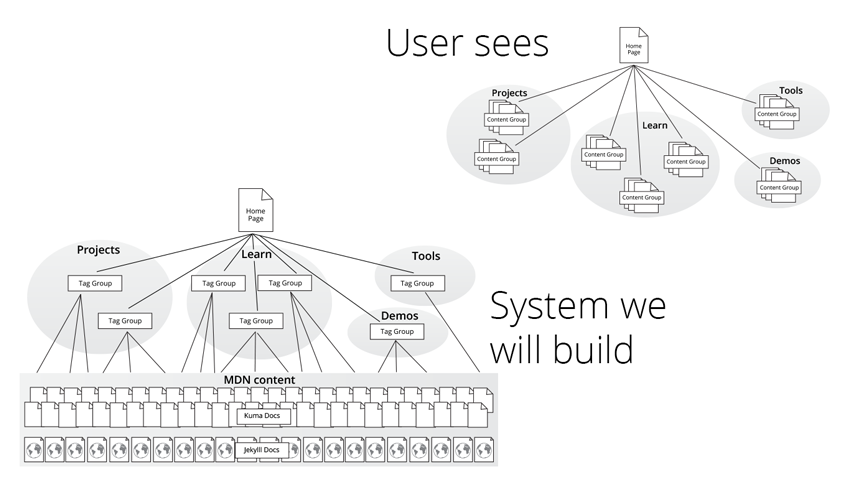 User sees
Home
Page
Projects
Content Group
Content Group
Learn
Content Group
Content Group
Content Group
Tools
Content Group
Demos
Content Group
Home
Page
Projects
Tag Group
Tag Group
Learn
Tag Group
Tag Group
Tag Group
Tools
Tag Group
Demos
Tag Group
System we
will build
MDN content
Kuma Docs
Jekylll Docs